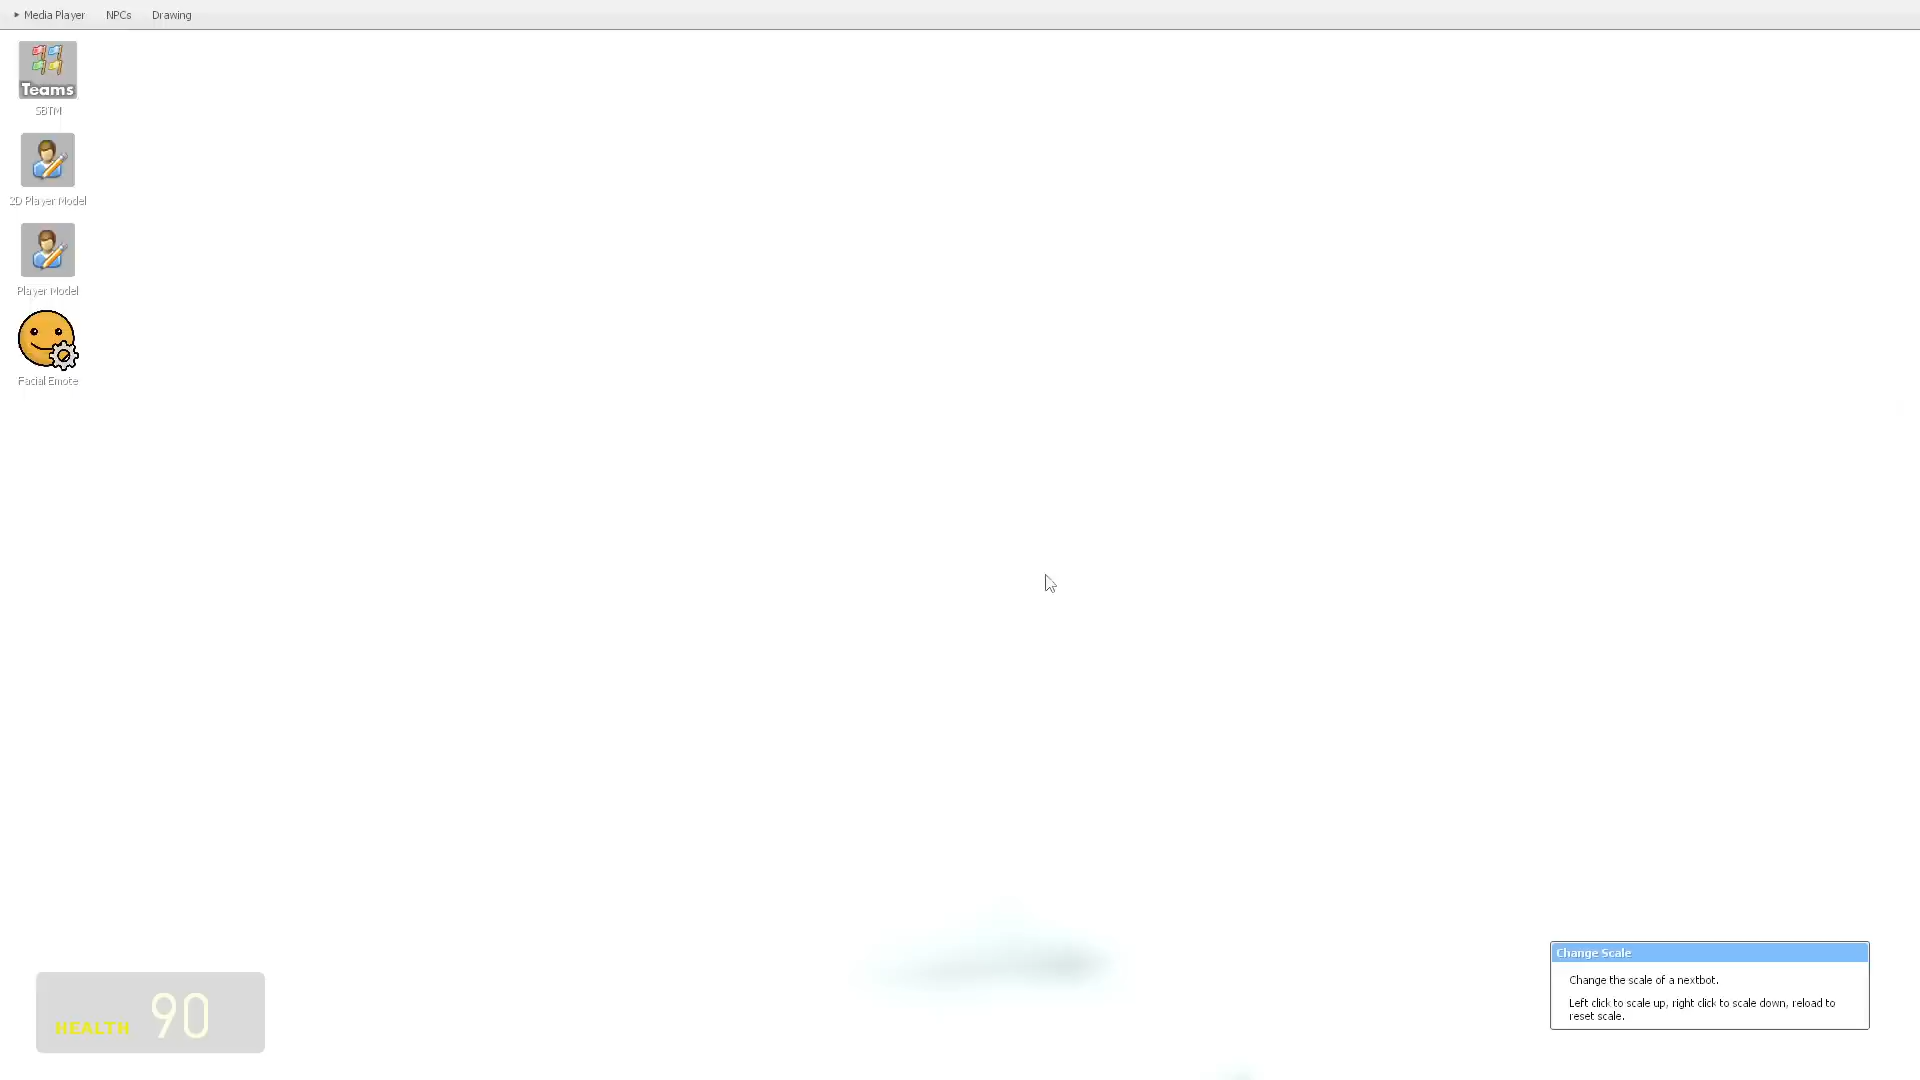 Media Player NPCs Drawing
Teams
SBTM
2D Player Model
Player Model
Facial Emote
HEALTH 90
Change Scale
Change the scale of a nextbot.
Left click to scale up, right click to scale down, reload to
reset scale.